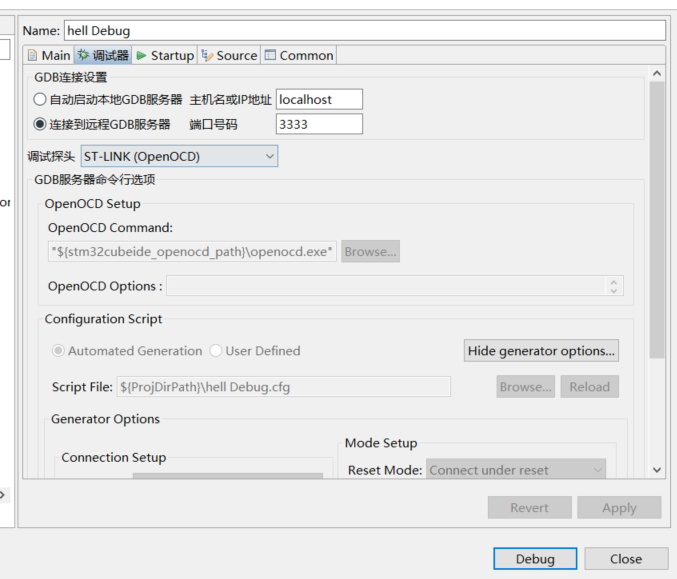 Name: hell Debug
Main 调试器 Startup Source Common
GDB连接设置
自动启动本地GDB服务器 主机名或IP地址 localhost
连接到远程GDB服务器 端口号码 3333
调试探头 ST-LINK (OpenOCD)
GDB服务器命令行选项
or
OpenOCD Setup
OpenOCD Command:
"${stm32cubeide_openocd_path}\openocd.exe" Browse...
OpenOCD Options :
Configuration Script
Automated Generation User Defined Hide generator options...
Script File: ${ProjDirPath}\hell Debug.cfg Browse... Reload
Generator Options
Mode Setup
Connection Setup
Reset Mode: Connect under reset
Revert Apply
Debug Close